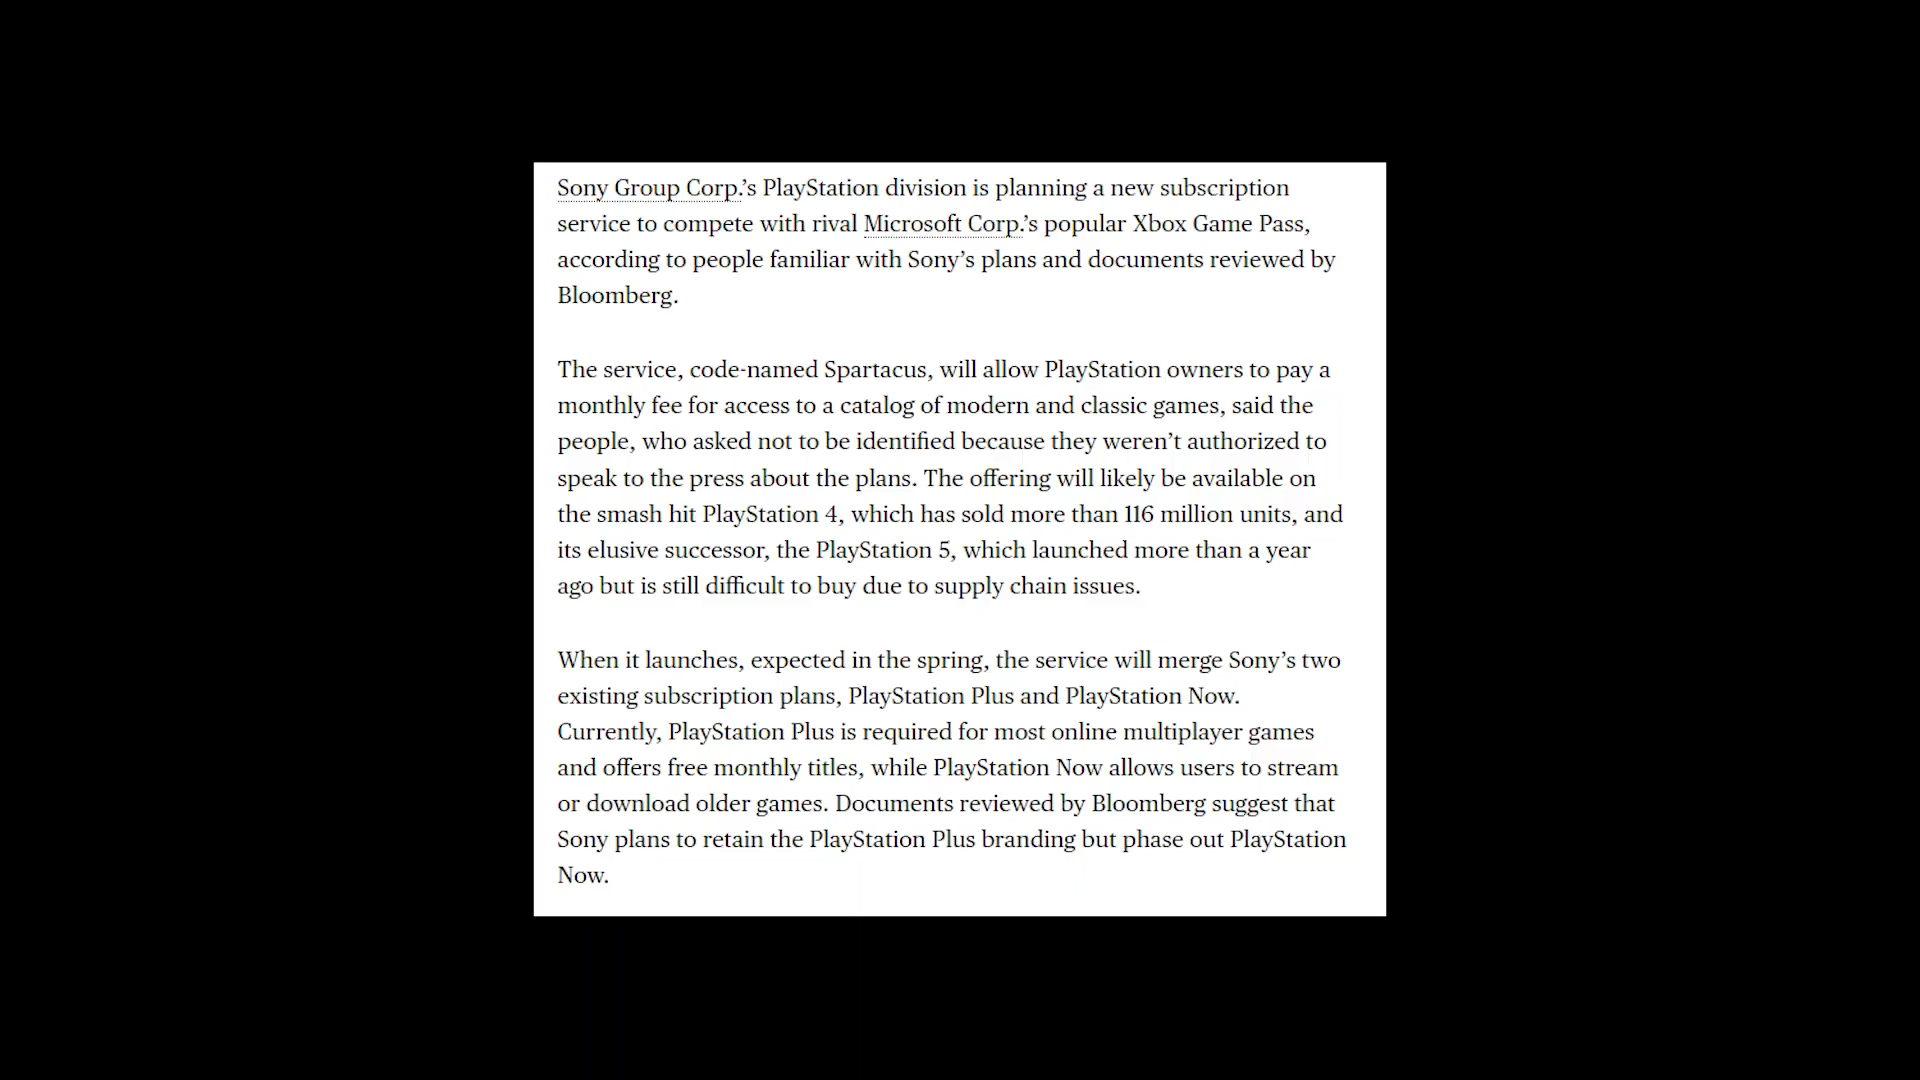 Sony Group Corp.’s PlayStation division is planning a new subscription
service to compete with rival Microsoft Corp.’s popular Xbox Game Pass,
according to people familiar with Sony’s plans and documents reviewed by
Bloomberg.
The service, code-named Spartacus, will allow PlayStation owners to pay a
monthly fee for access to a catalog of modern and classic games, said the
people, who asked not to be identified because they weren’t authorized to
speak to the press about the plans. The offering will likely be available on
the smash hit PlayStation 4, which has sold more than 116 million units, and
its elusive successor, the PlayStation 5, which launched more than a year
ago but is still difficult to buy due to supply chain issues.
When it launches, expected in the spring, the service will merge Sony’s two
existing subscription plans, PlayStation Plus and PlayStation Now.
Currently, PlayStation Plus is required for most online multiplayer games
and offers free monthly titles, while PlayStation Now allows users to stream
or download older games. Documents reviewed by Bloomberg suggest that
Sony plans to retain the PlayStation Plus branding but phase out PlayStation
Now.